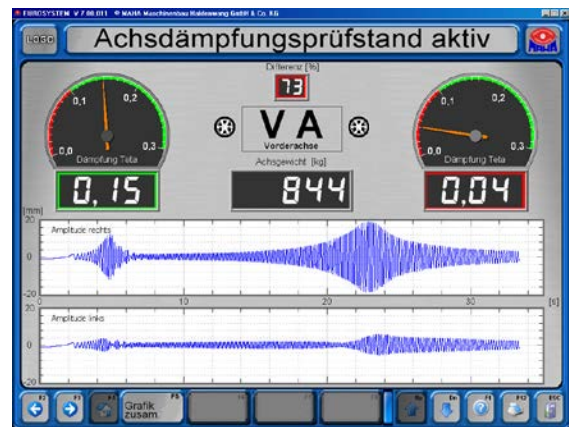 EUROSYSTEM V 7.00.011 © MAHA Maschinenbau Haldenwang GmbH & Co. KG
LOGO
Achsdämpfungsprüfstand aktiv
MAHA
Differenz [%]
73
0,1 0,2
0,0 0,3
Dämpfung Teta
0,15
V A
Vorderachse
Achsgewicht [kg]
844
0,1 0,2
0,0 0,3
Dämpfung Teta
0,04
[mm]
20
Amplitude rechts
0
-20
0 10 20 30 [s]
20
Amplitude links
0
-20
F2 F3 F5
Grafik
zusam.
F1 F12 ESC